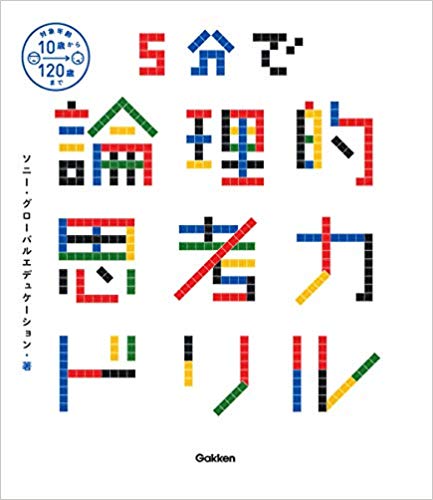 対象年齢
10歳から
120歳
まで
5分で
論理的
思考力
ドリル
ソニー・グローバルエデュケーション・著
Gakken